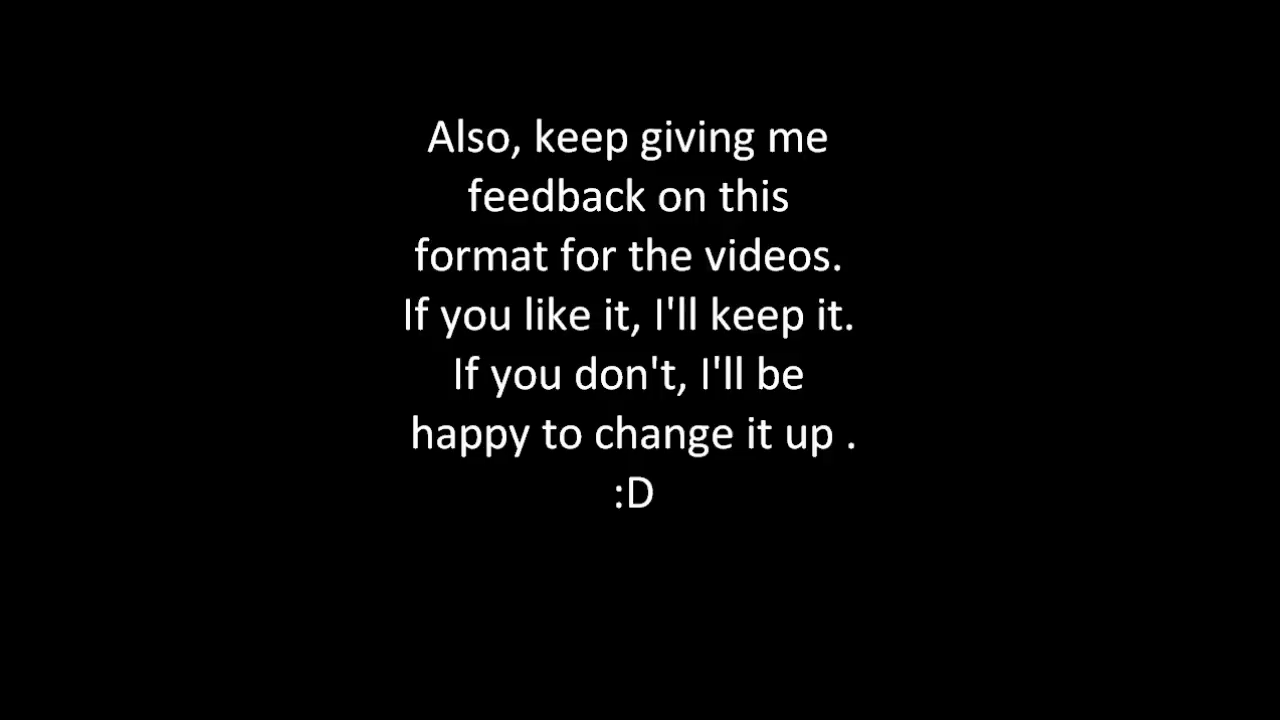 Also, keep giving me
feedback on this
format for the videos.
If you like it, I'll keep it.
If you don't, I'll be
happy to change it up .
:D